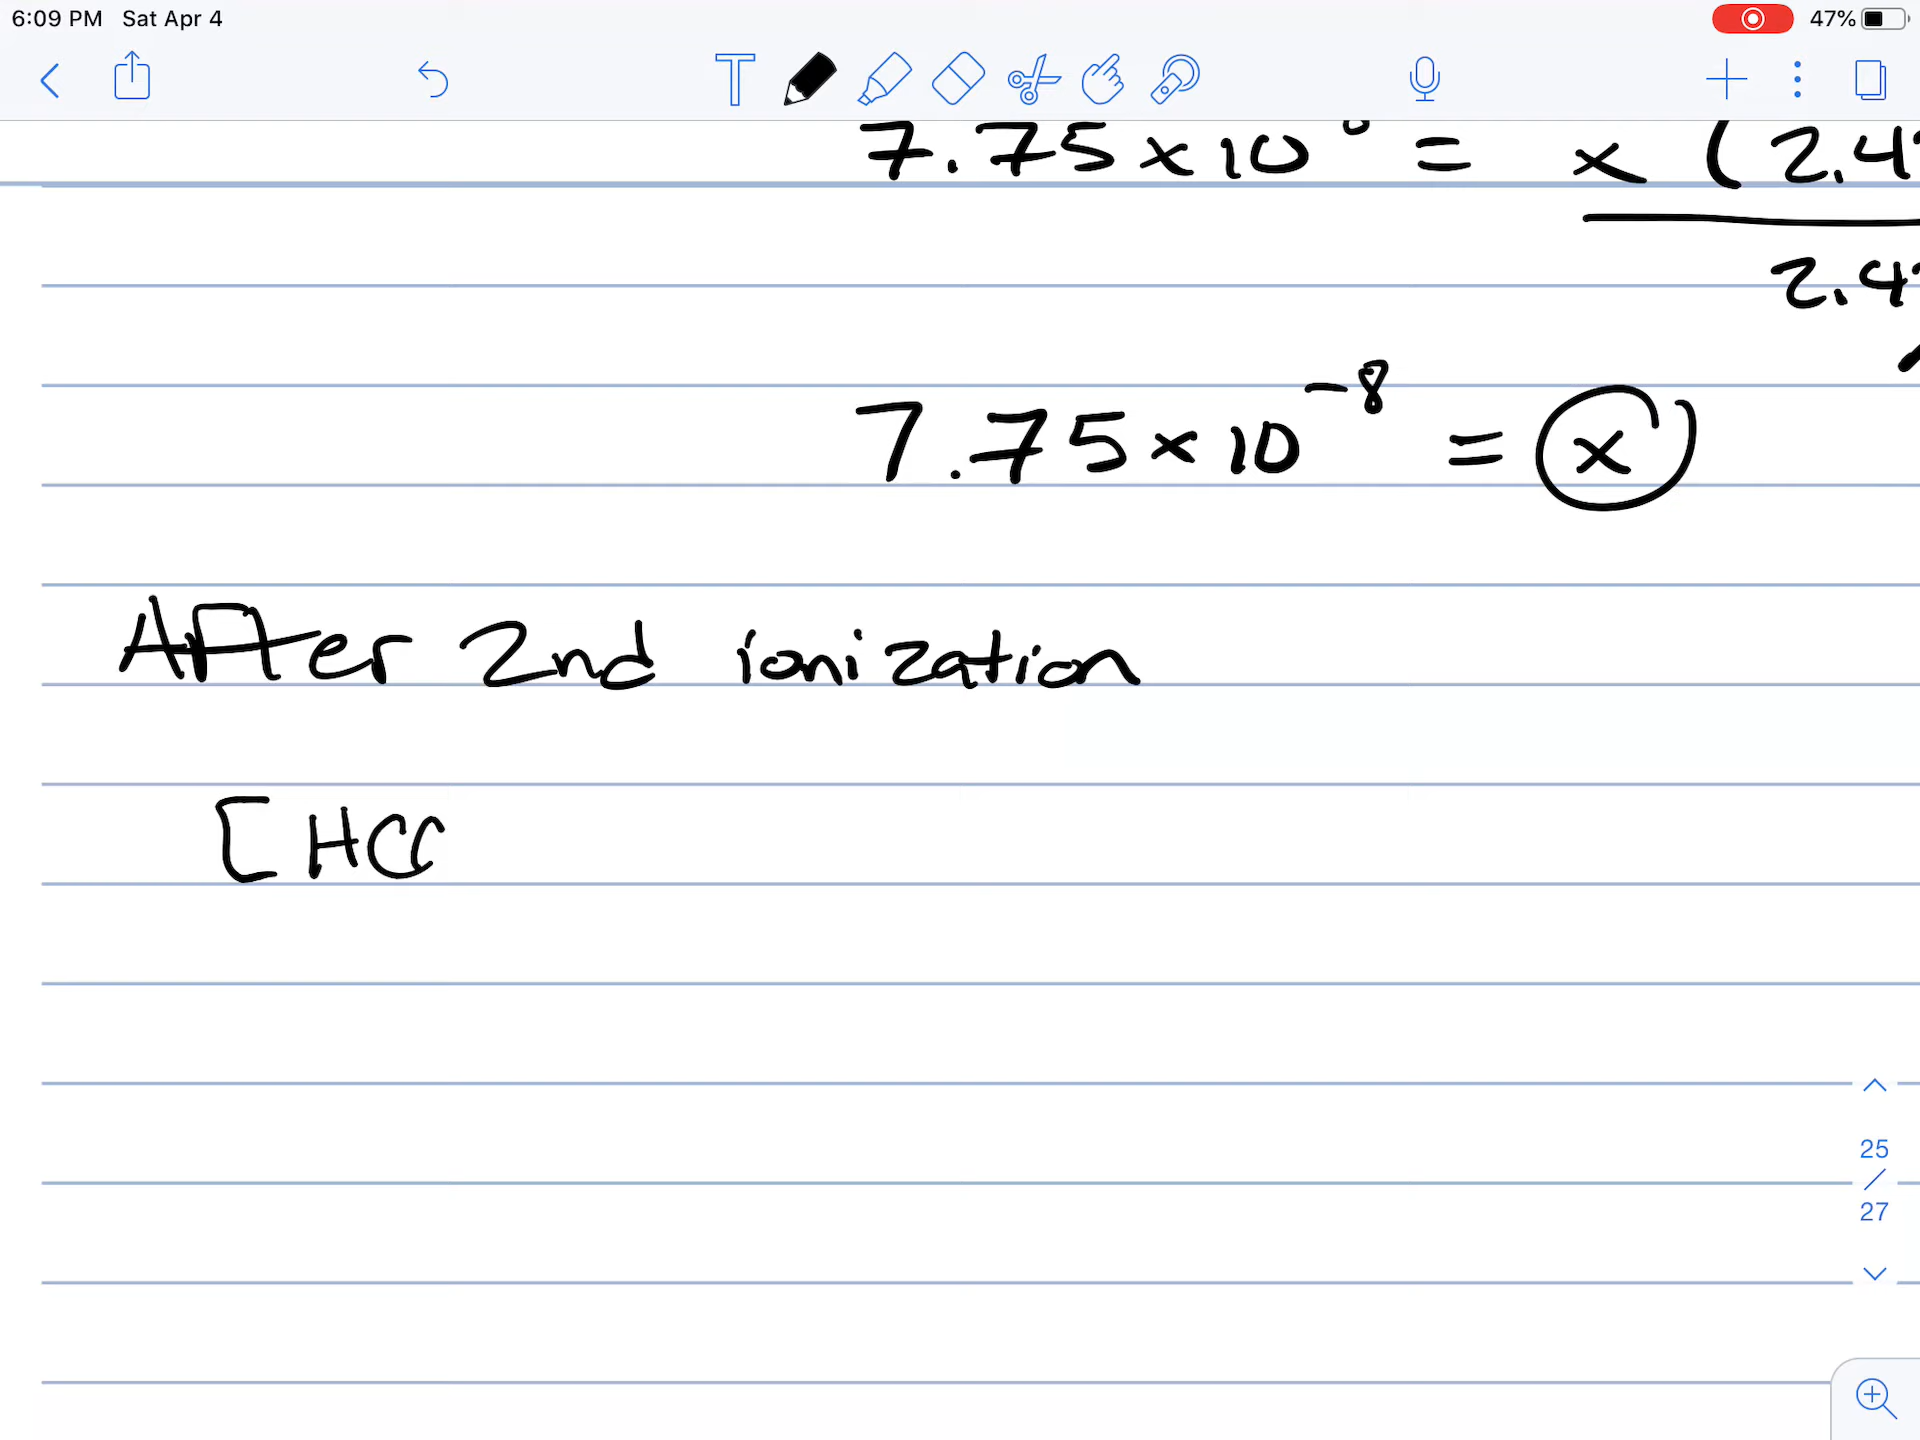 6:09 PM Sat Apr 4 47%
7.75 x 10 = x ( 2.4
2.4
7.75 x 10⁻⁸ = x )
After 2nd ionization
[ HCC
25
/
27